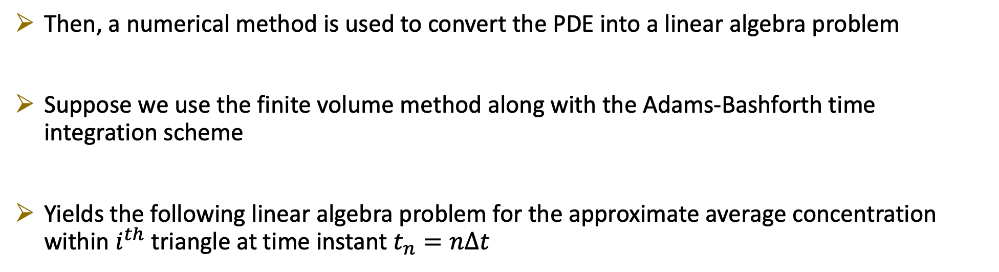 ➢ Then, a numerical method is used to convert the PDE into a linear algebra problem
➢ Suppose we use the finite volume method along with the Adams-Bashforth time
integration scheme
➢ Yields the following linear algebra problem for the approximate average concentration
within $i^{th}$ triangle at time instant $t_n = n\Delta t$